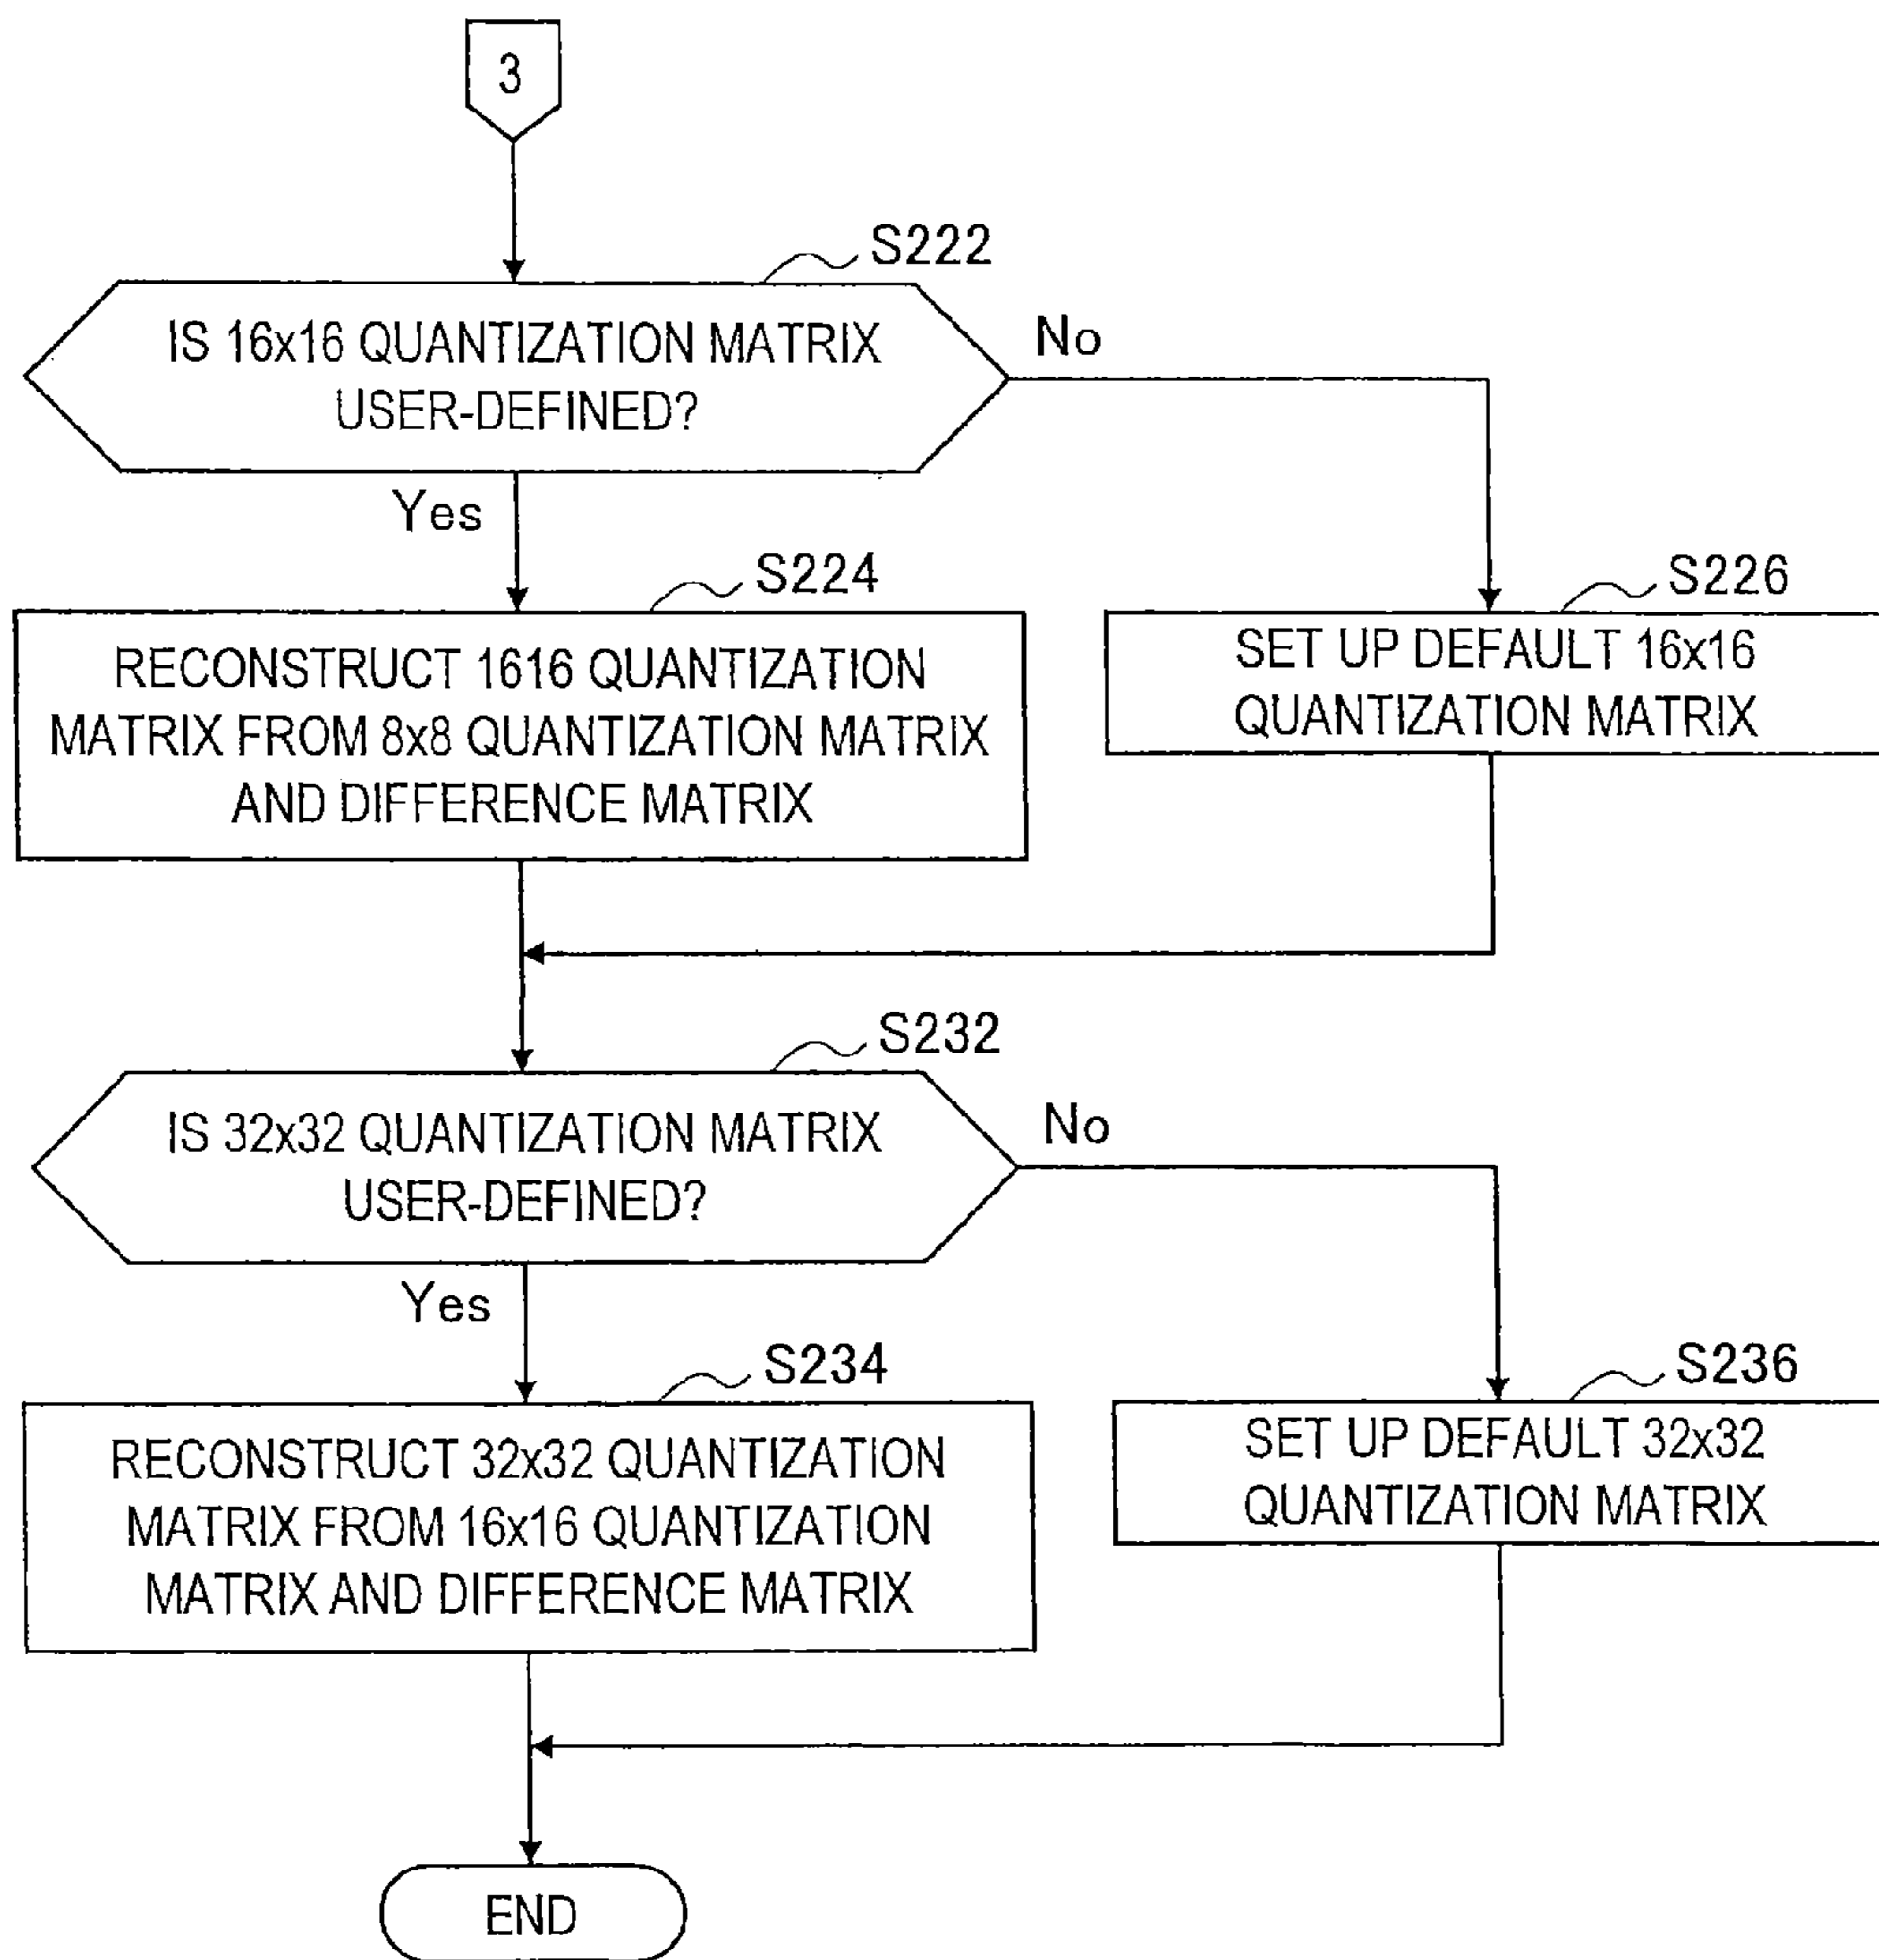 3
S222
IS 16x16 QUANTIZATION MATRIX
USER-DEFINED?
No
Yes
S224
RECONSTRUCT 1616 QUANTIZATION
MATRIX FROM 8x8 QUANTIZATION MATRIX
AND DIFFERENCE MATRIX
S226
SET UP DEFAULT 16x16
QUANTIZATION MATRIX
S232
IS 32x32 QUANTIZATION MATRIX
USER-DEFINED?
No
Yes
S234
RECONSTRUCT 32x32 QUANTIZATION
MATRIX FROM 16x16 QUANTIZATION
MATRIX AND DIFFERENCE MATRIX
S236
SET UP DEFAULT 32x32
QUANTIZATION MATRIX
END